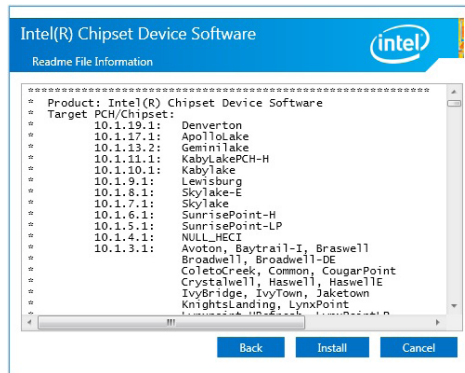 Intel(R) Chipset Device Software
intel
Readme File Information
************************************************************
* Product: Intel(R) Chipset Device Software
* Target PCH/Chipset:
* 10.1.19.1: Denverton
* 10.1.17.1: ApolloLake
* 10.1.13.2: Geminilake
* 10.1.11.1: KabyLakePCH-H
* 10.1.10.1: Kabylake
* 10.1.9.1: Lewisburg
* 10.1.8.1: Skylake-E
* 10.1.7.1: Skylake
* 10.1.6.1: SunrisePoint-H
* 10.1.5.1: SunrisePoint-LP
* 10.1.4.1: NULL_HECI
* 10.1.3.1: Avoton, Baytrail-I, Braswell
* Broadwell, Broadwell-DE
* ColetoCreek, Common, CougarPoint
* Crystalwell, Haswell, HaswellE
* IvyBridge, IvyTown, Jaketown
* KnightsLanding, LynxPoint
Back Install Cancel